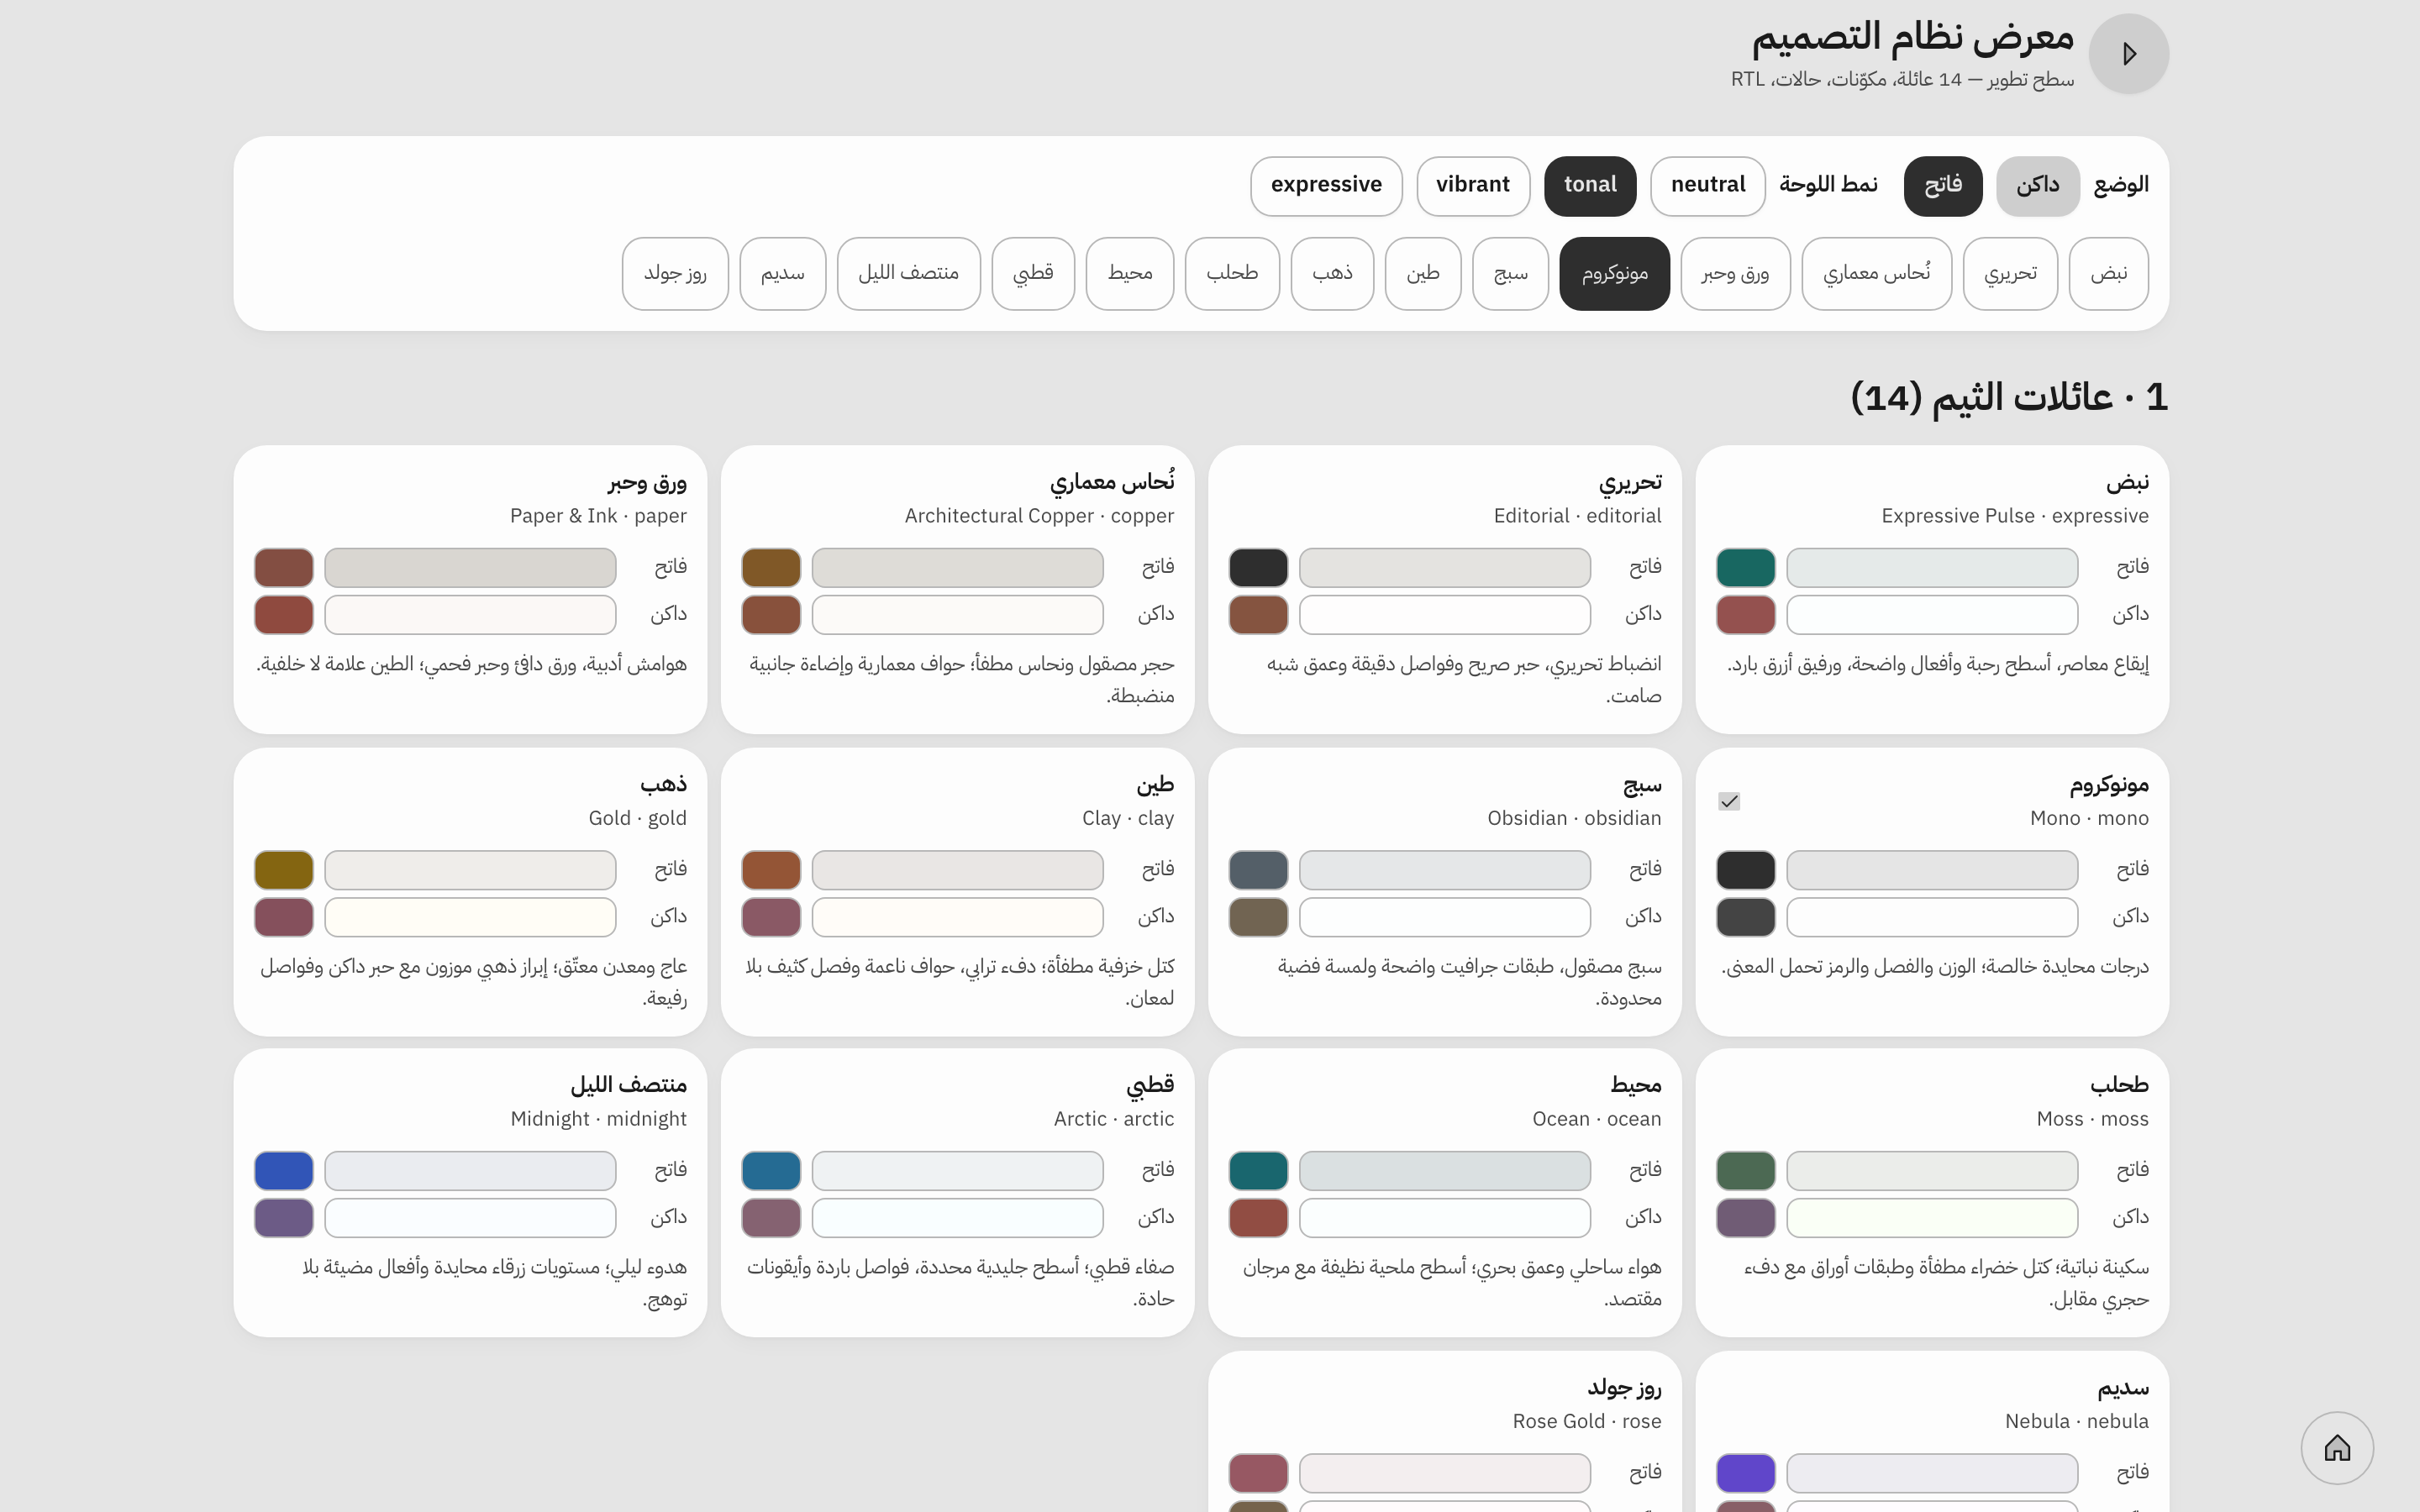 معرض نظام التصميم
سطح تطوير — 14 عائلة، مكوّنات، حالات، RTL
الوضع داكن فاتح نمط اللوحة neutral tonal vibrant expressive
نبض تحريري نُحاس معماري ورق وحبر مونوكروم سبج طين ذهب طحلب محيط قطبي منتصف الليل سديم روز جولد
1 · عائلات الثيم (14)
نبض
Expressive Pulse · expressive
فاتح
داكن
إيقاع معاصر، أسطح رحبة وأفعال واضحة، ورفيق أزرق بارد.
تحريري
Editorial · editorial
فاتح
داكن
انضباط تحريري، حبر صريح وفواصل دقيقة وعمق شبه
صامت.
نُحاس معماري
Architectural Copper · copper
فاتح
داكن
حجر مصقول ونحاس مطفأ؛ حواف معمارية وإضاءة جانبية
منضبطة.
ورق وحبر
Paper & Ink · paper
فاتح
داكن
هوامش أدبية، ورق دافئ وحبر فحمي؛ الطين علامة لا خلفية.
مونوكروم
Mono · mono
فاتح
داكن
درجات محايدة خالصة؛ الوزن والفصل والرمز تحمل المعنى.
سبج
Obsidian · obsidian
فاتح
داكن
سبج مصقول، طبقات جرافيت واضحة ولمسة فضية
محدودة.
طين
Clay · clay
فاتح
داكن
كتل خزفية مطفأة؛ دفء ترابي، حواف ناعمة وفصل كثيف بلا
لمعان.
ذهب
Gold · gold
فاتح
داكن
عاج ومعدن معتّق؛ إبراز ذهبي موزون مع حبر داكن وفواصل
رفيعة.
طحلب
Moss · moss
فاتح
داكن
سكينة نباتية؛ كتل خضراء مطفأة وطبقات أوراق مع دفء
حجري مقابل.
محيط
Ocean · ocean
فاتح
داكن
هواء ساحلي وعمق بحري؛ أسطح ملحية نظيفة مع مرجان
مقتصد.
قطبي
Arctic · arctic
فاتح
داكن
صفاء قطبي؛ أسطح جليدية محددة، فواصل باردة وأيقونات
حادة.
منتصف الليل
Midnight · midnight
فاتح
داكن
هدوء ليلي؛ مستويات زرقاء محايدة وأفعال مضيئة بلا
توهج.
سديم
Nebula · nebula
فاتح
روز جولد
Rose Gold · rose
فاتح